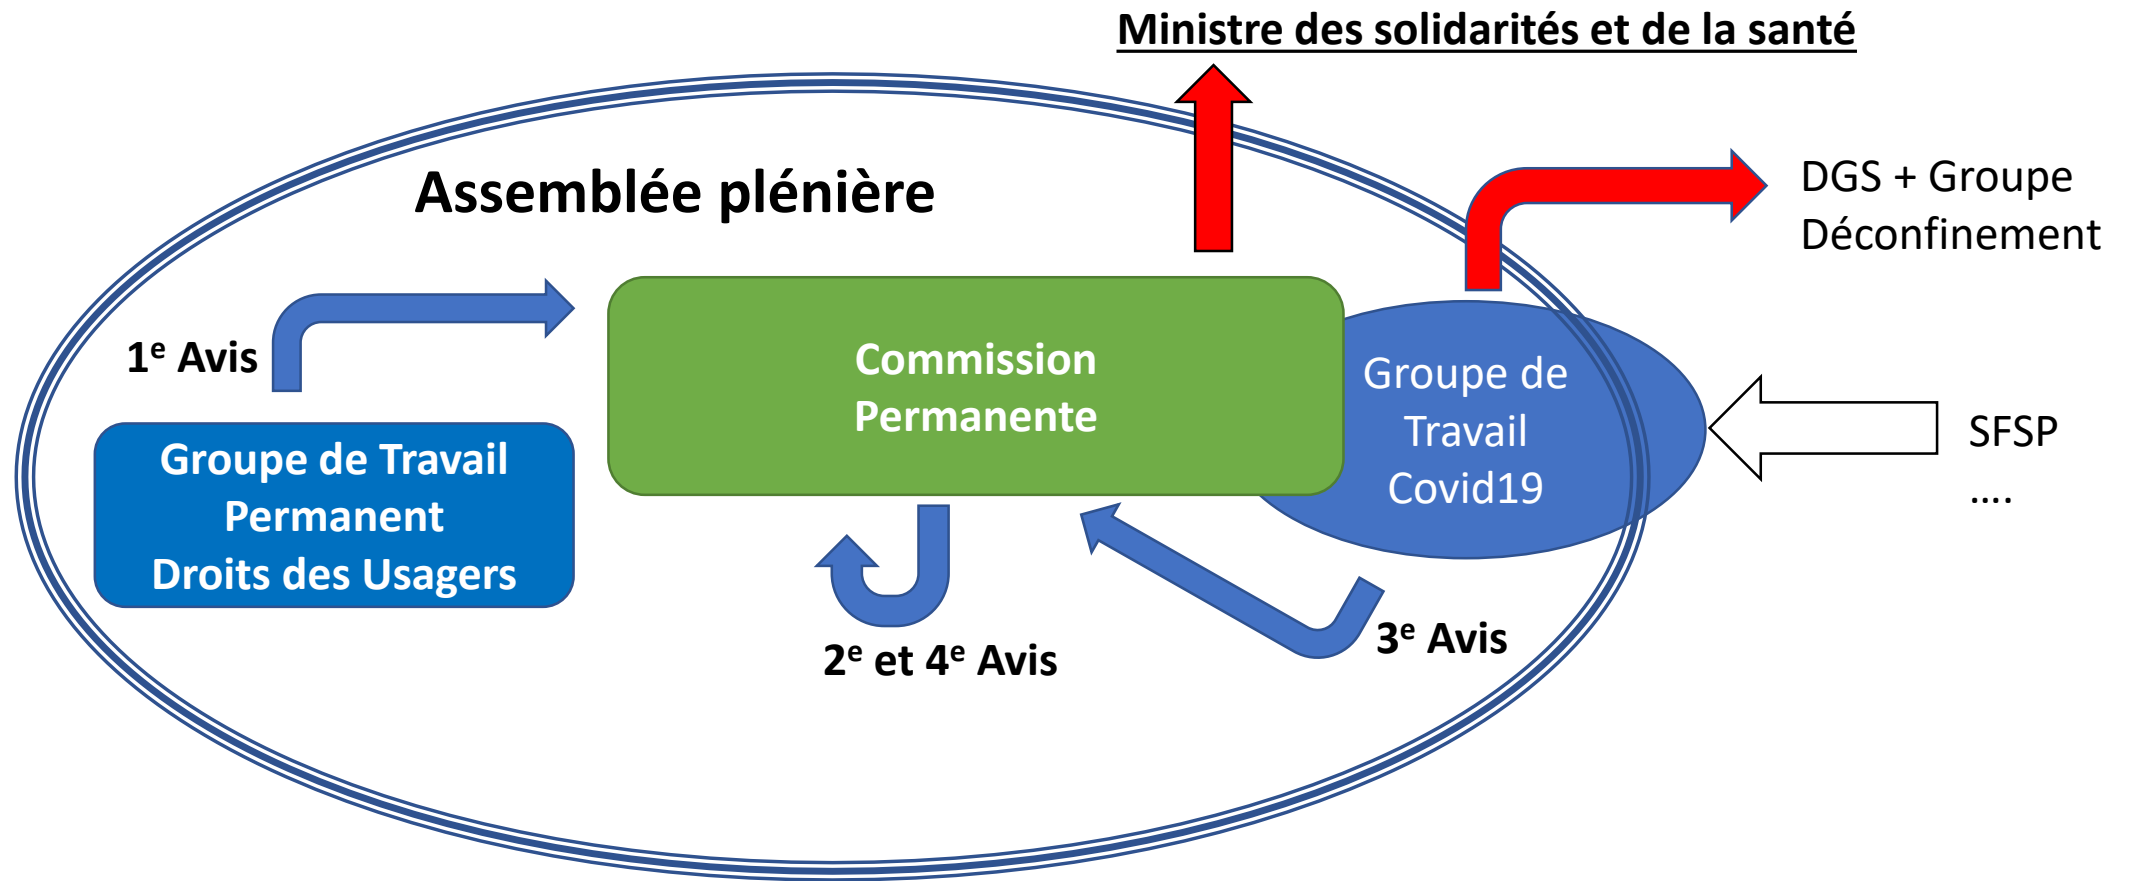 Ministre des solidarités et de la santé
Assemblée plénière
DGS + Groupe
Déconfinement
1e Avis
Commission
Permanente
Groupe de
Travail
Covid19
SFSP
....
Groupe de Travail
Permanent
Droits des Usagers
2e et 4e Avis
3e Avis